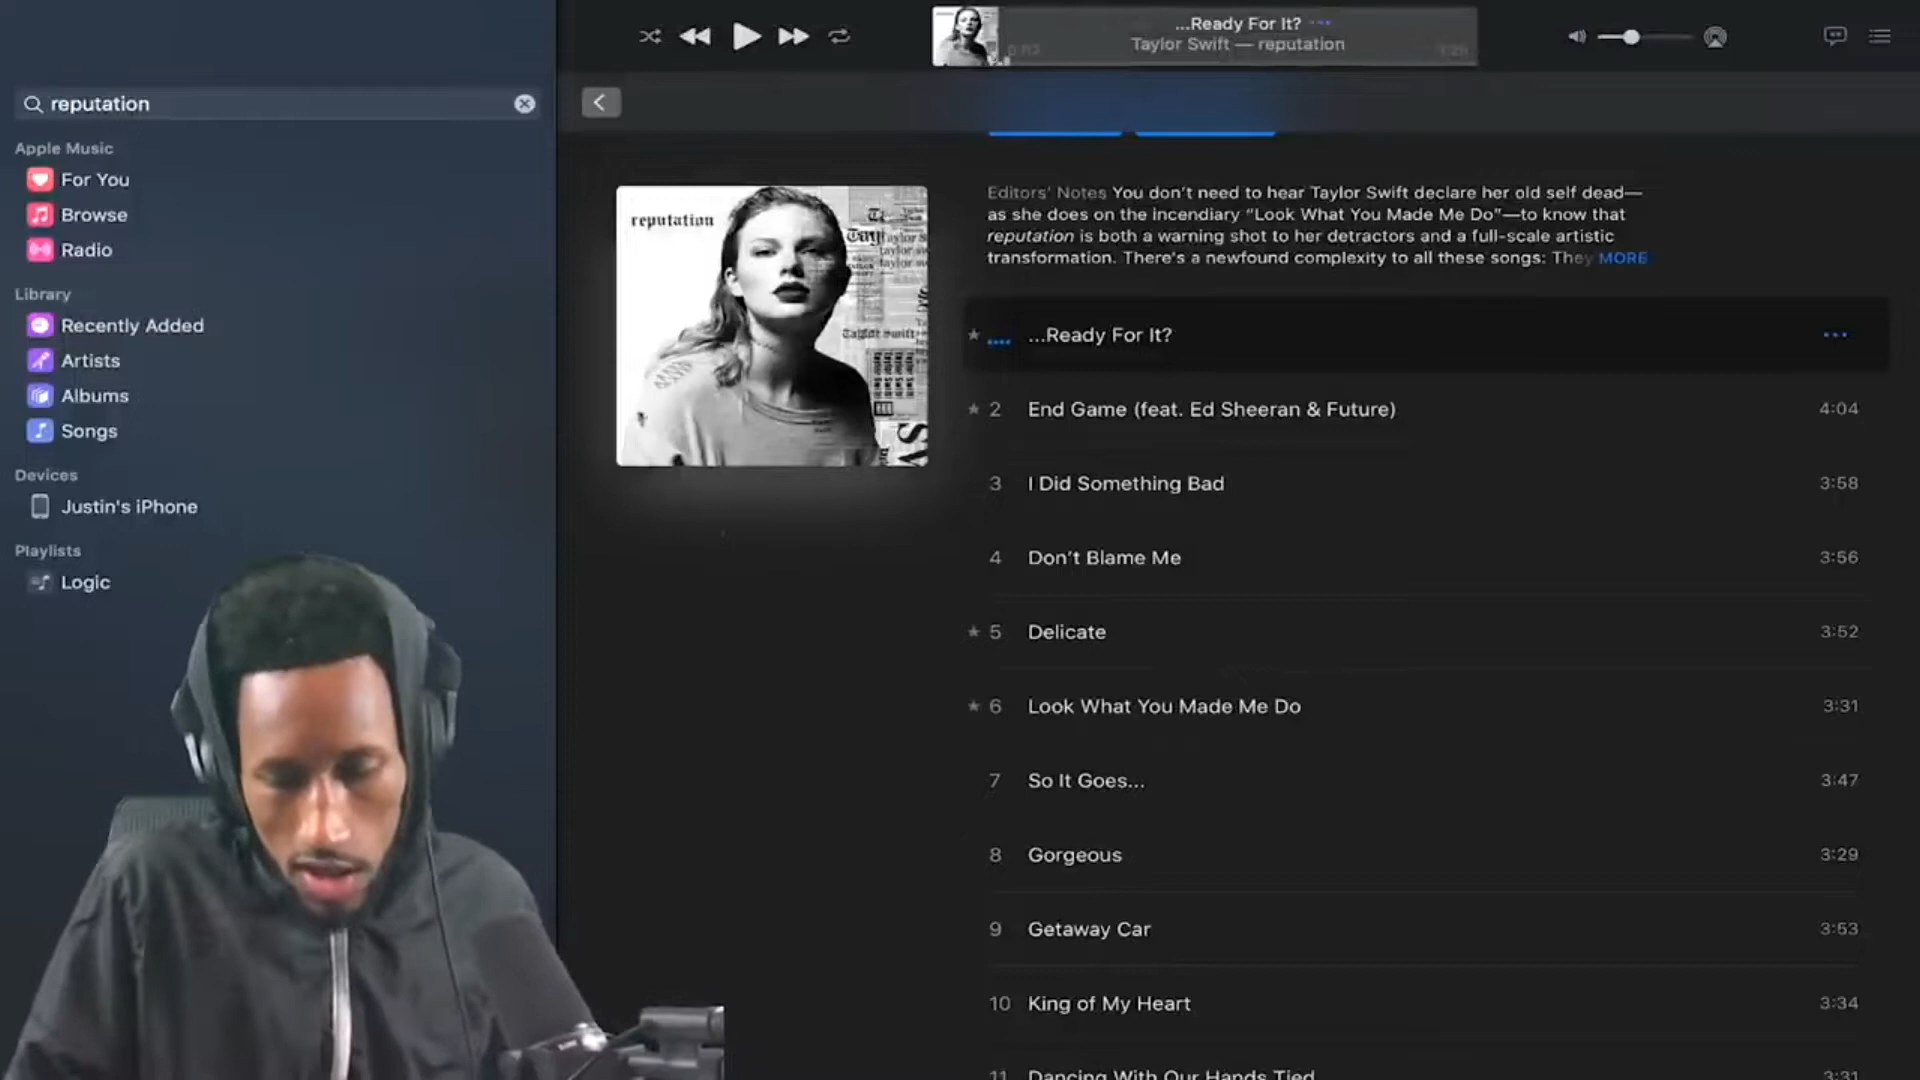 ...Ready For It?
Taylor Swift — reputation
reputation
Apple Music
For You
Browse
Radio
Library
Recently Added
Artists
Albums
Songs
Devices
Justin's iPhone
Playlists
Logic
reputation
Taylor Swift
Editors' Notes You don't need to hear Taylor Swift declare her old self dead—
as she does on the incendiary "Look What You Made Me Do"—to know that
reputation is both a warning shot to her detractors and a full-scale artistic
transformation. There's a newfound complexity to all these songs: They MORE
...Ready For It?
2 End Game (feat. Ed Sheeran & Future) 4:04
3 I Did Something Bad 3:58
4 Don't Blame Me 3:56
5 Delicate 3:52
6 Look What You Made Me Do 3:31
7 So It Goes... 3:47
8 Gorgeous 3:29
9 Getaway Car 3:53
10 King of My Heart 3:34
11 Dancing With Our Hands Tied 3:31